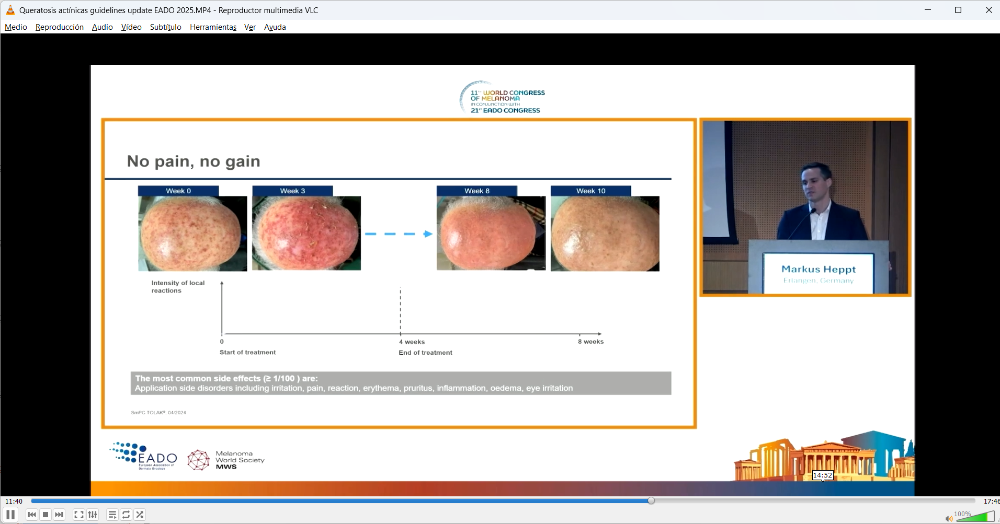 Queratosis actínicas guidelines update EADO 2025.MP4 - Reproductor multimedia VLC
Medio Reproducción Audio Vídeo Subtítulo Herramientas Ver Ayuda
11TH WORLD CONGRESS
OF MELANOMA
IN CONJUNCTION WITH
21ST EADO CONGRESS
No pain, no gain
Week 0
Week 3
Week 8
Week 10
Intensity of local
reactions
0
4 weeks
8 weeks
Start of treatment
End of treatment
The most common side effects (≥ 1/100 ) are:
Application side disorders including irritation, pain, reaction, erythema, pruritus, inflammation, oedema, eye irritation
SmPC TOLAK®, 04/2024
Markus Heppt
Erlangen, Germany
EADO
European Association of
Dermato Oncology
Melanoma
World Society
MWS
14:52
11:40
17:46
100%